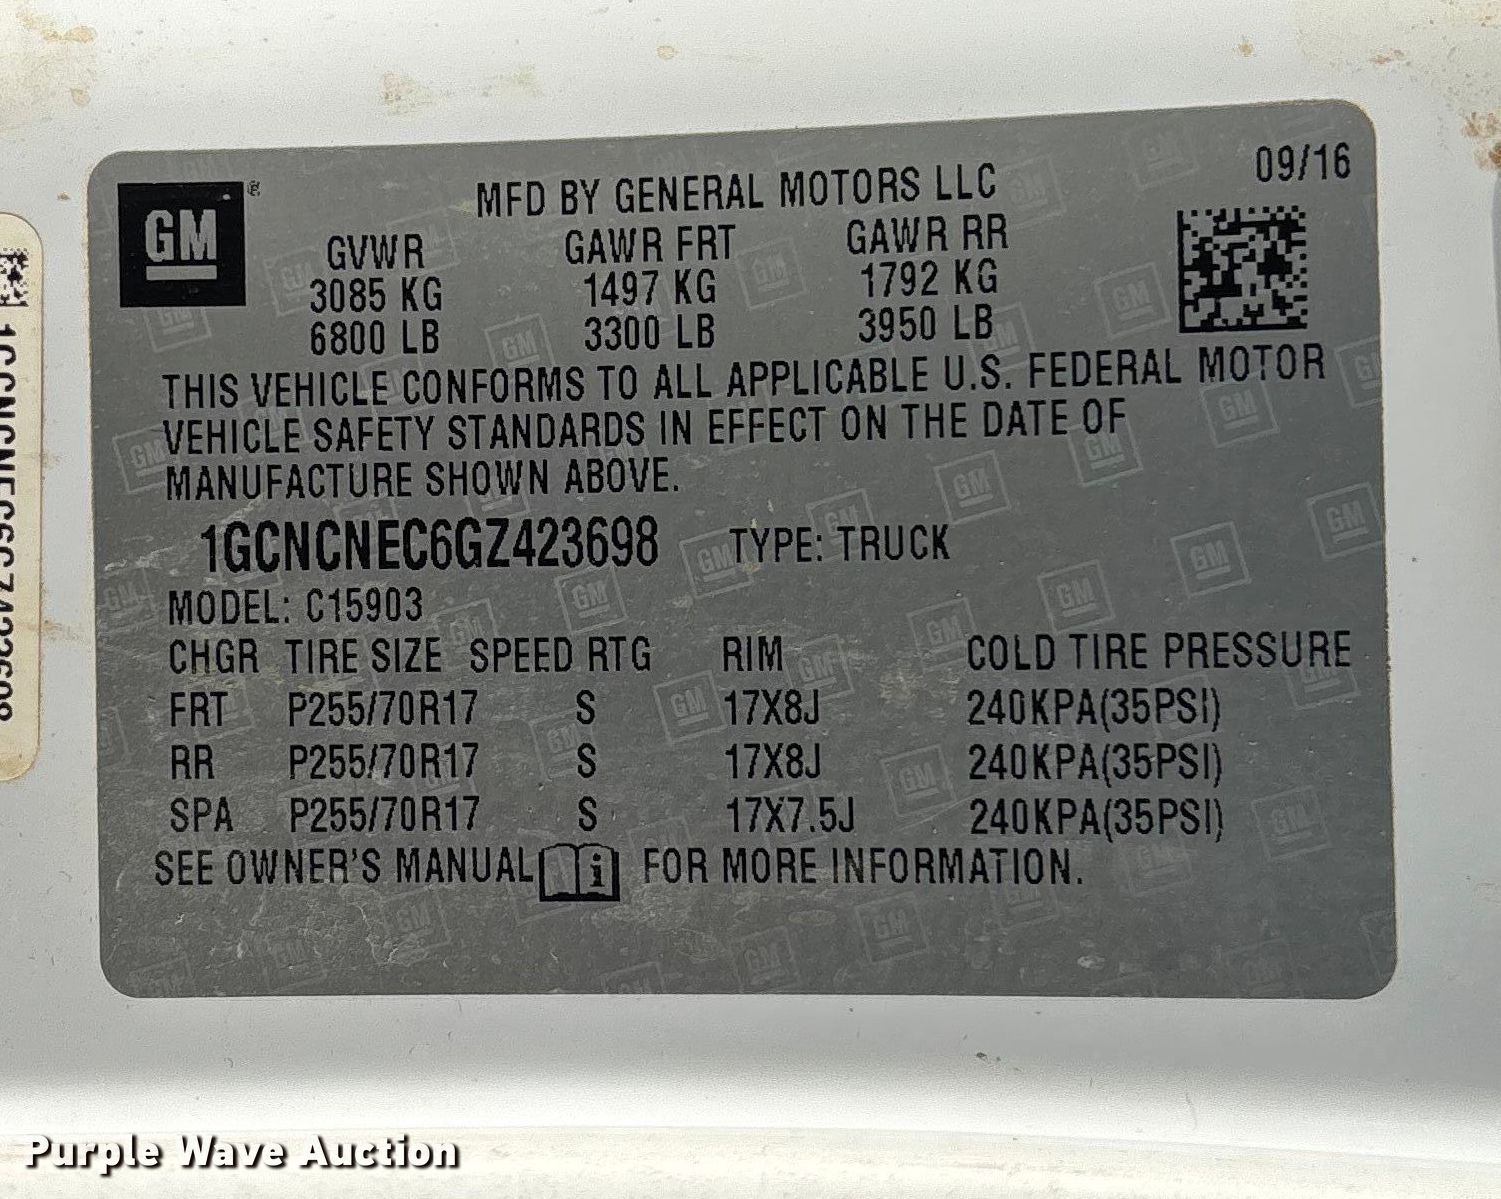 GM ®
MFD BY GENERAL MOTORS LLC
09/16
GVWR GAWR FRT GAWR RR
3085 KG 1497 KG 1792 KG
6800 LB 3300 LB 3950 LB
THIS VEHICLE CONFORMS TO ALL APPLICABLE U.S. FEDERAL MOTOR
VEHICLE SAFETY STANDARDS IN EFFECT ON THE DATE OF
MANUFACTURE SHOWN ABOVE.
1GCNCNEC6GZ423698 TYPE: TRUCK
MODEL: C15903
CHGR TIRE SIZE SPEED RTG RIM COLD TIRE PRESSURE
FRT P255/70R17 S 17X8J 240KPA(35PSI)
RR P255/70R17 S 17X8J 240KPA(35PSI)
SPA P255/70R17 S 17X7.5J 240KPA(35PSI)
SEE OWNER'S MANUAL i FOR MORE INFORMATION.
1GCNCNEC6GZ423698
Purple Wave Auction